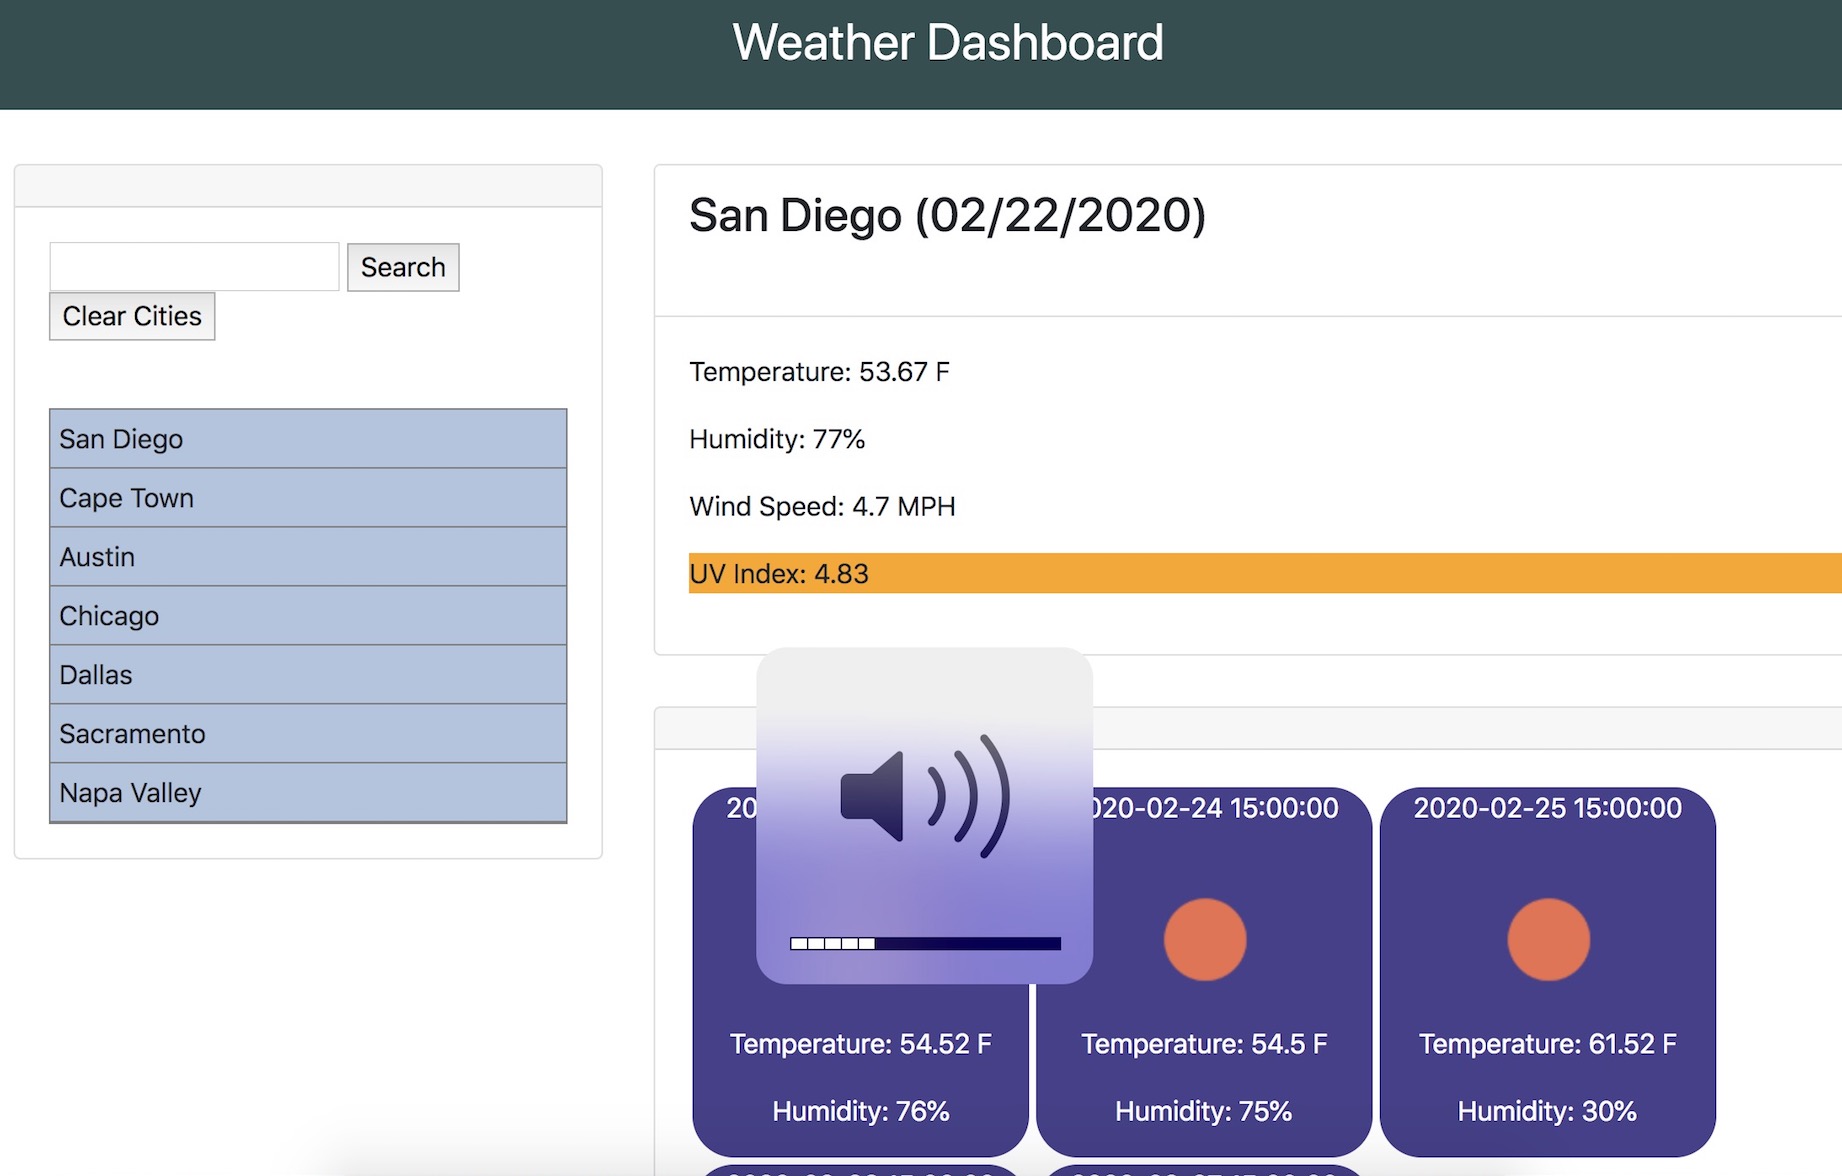 Weather Dashboard
Search
Clear Cities
San Diego
Cape Town
Austin
Chicago
Dallas
Sacramento
Napa Valley
San Diego (02/22/2020)
Temperature: 53.67 F
Humidity: 77%
Wind Speed: 4.7 MPH
UV Index: 4.83
20
020-02-24 15:00:00
2020-02-25 15:00:00
Temperature: 54.52 F
Temperature: 54.5 F
Temperature: 61.52 F
Humidity: 76%
Humidity: 75%
Humidity: 30%